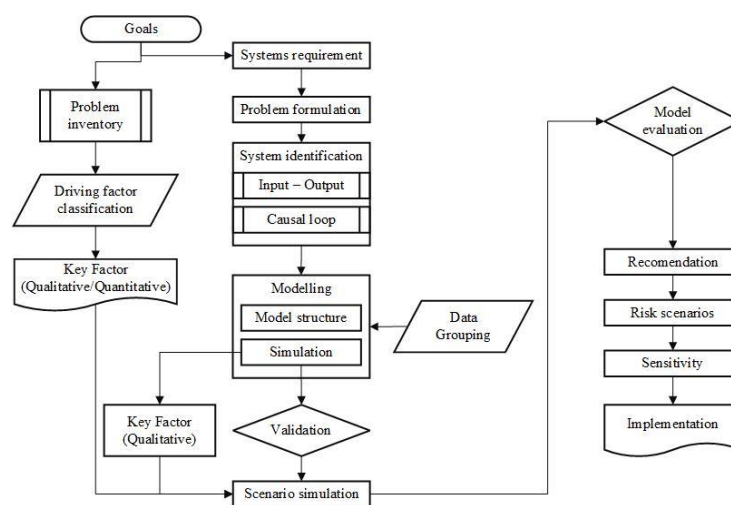 Goals
Systems requirement
Problem
inventory
Problem formulation
Model
evaluation
System identification
Input – Output
Causal loop
Driving factor
classification
Key Factor
(Qualitative/Quantitative)
Modelling
Model structure
Simulation
Data
Grouping
Recomendation
Risk scenarios
Sensitivity
Implementation
Key Factor
(Qualitative)
Validation
Scenario simulation